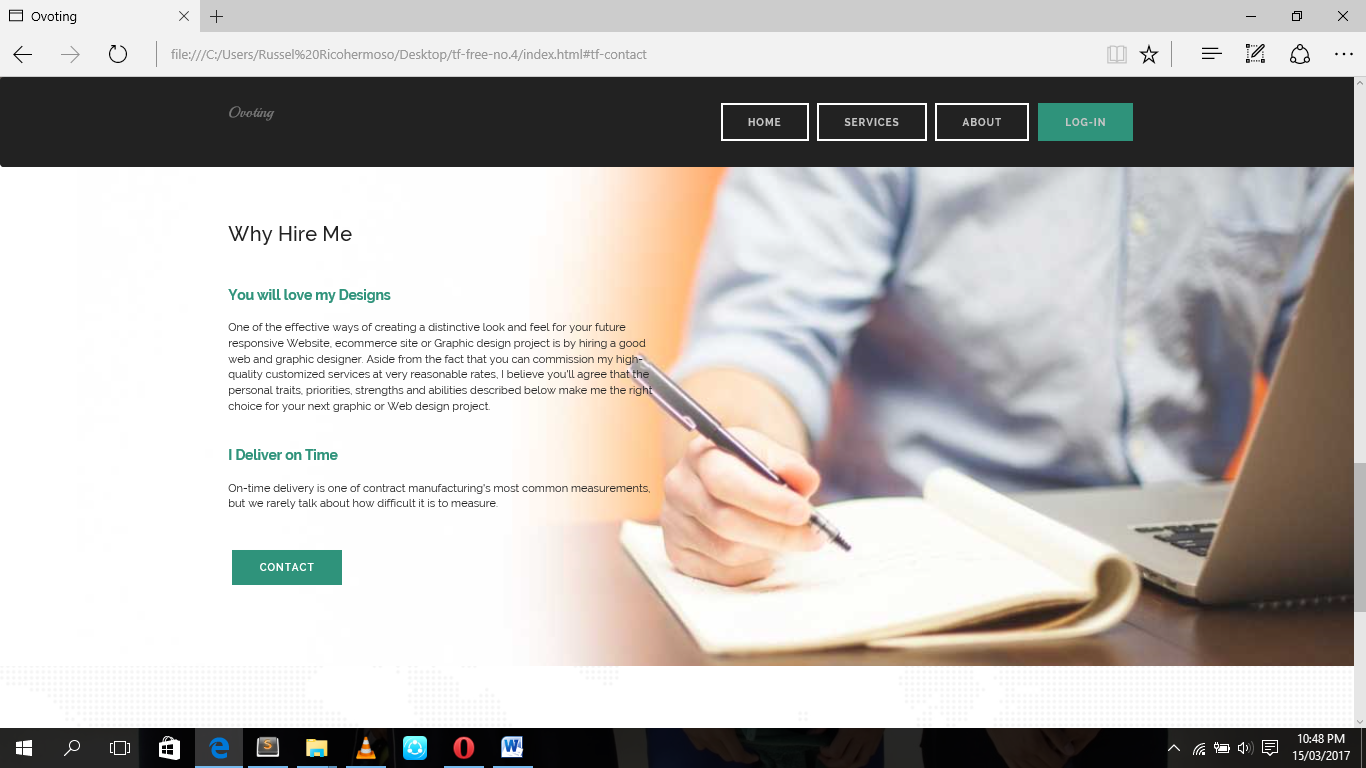 Ovoting
file:///C:/Users/Russel%20Ricohermoso/Desktop/tf-free-no.4/index.html#tf-contact
Ovoting
HOME
SERVICES
ABOUT
LOG-IN
Why Hire Me
You will love my Designs
One of the effective ways of creating a distinctive look and feel for your future
responsive Website, ecommerce site or Graphic design project is by hiring a good
web and graphic designer. Aside from the fact that you can commission my high-
quality customized services at very reasonable rates, I believe you'll agree that the
personal traits, priorities, strengths and abilities described below make me the right
choice for your next graphic or Web design project.
I Deliver on Time
On-time delivery is one of contract manufacturing's most common measurements,
but we rarely talk about how difficult it is to measure.
CONTACT
10:48 PM
15/03/2017